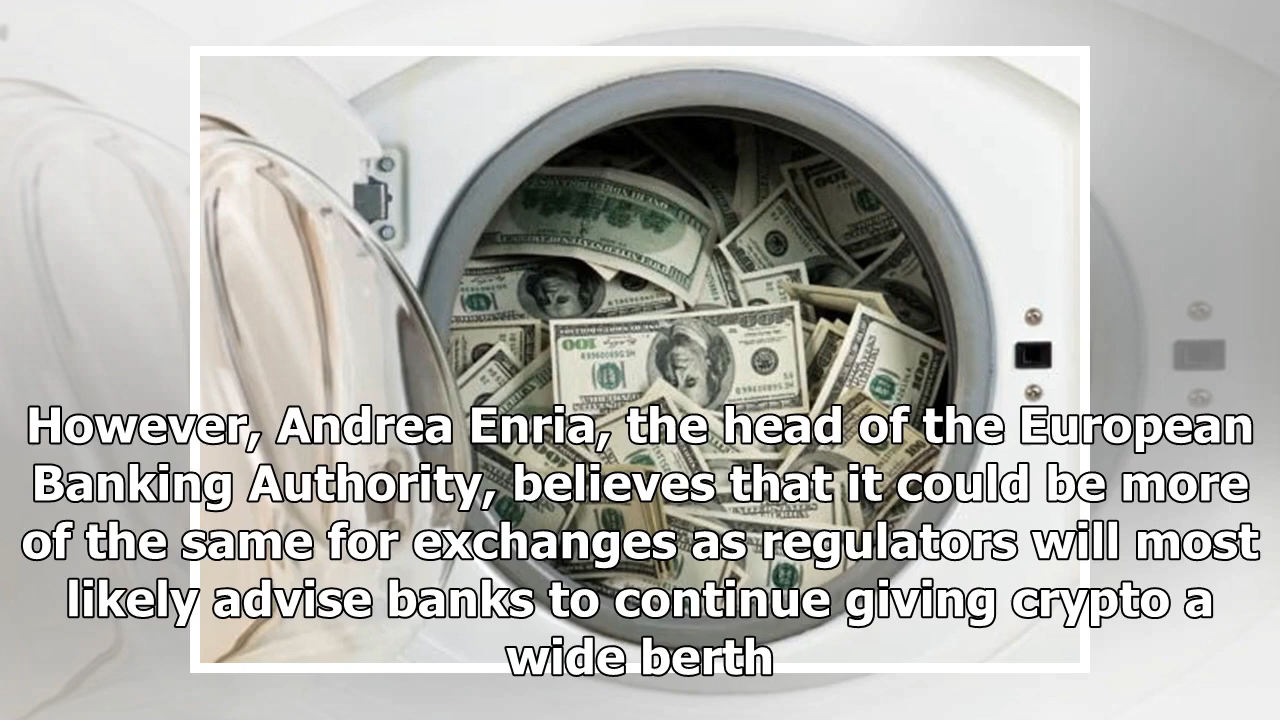 However, Andrea Enria, the head of the European
Banking Authority, believes that it could be more
of the same for exchanges as regulators will most
likely advise banks to continue giving crypto a
wide berth
100